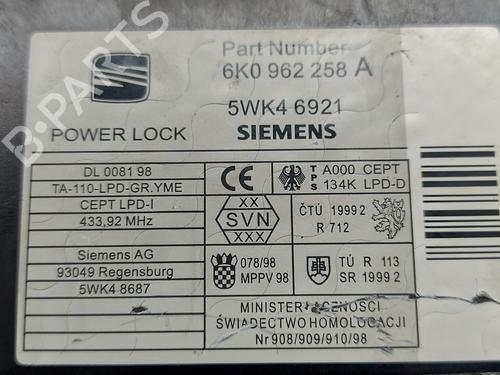 B-PARTS
Part Number
6K0 962 258 A
5WK4 6921
POWER LOCK
SIEMENS
DL 0081 98
TA-110-LPD-GR.YME
CEPT LPD-I
433,92 MHz
CE
T P S
A000 CEPT
134K LPD-D
XX
SVN
XXX
ČTÚ 1999 2
R 712
Siemens AG
93049 Regensburg
5WK4 8687
078/98
MPPV 98
TÚ R 113
SR 1999 2
MINISTER ŁĄCZNOŚCI
ŚWIADECTWO HOMOLOGACJI
Nr 908/909/910/98